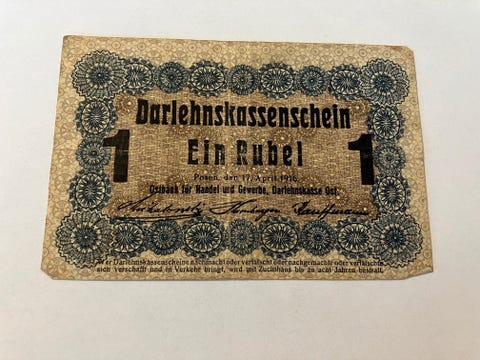 Darlehnskassenschein
1 Ein Rubel 1
Posen, den 17. April 1916.
Ostbank für Handel und Gewerbe, Darlehnskasse Ost.
Wer Darlehnskassenscheine nachmacht oder verfälscht oder nachgemachte oder verfälschte
sich verschafft und in Verkehr bringt, wird mit Zuchthaus bis zu acht Jahren bestraft.